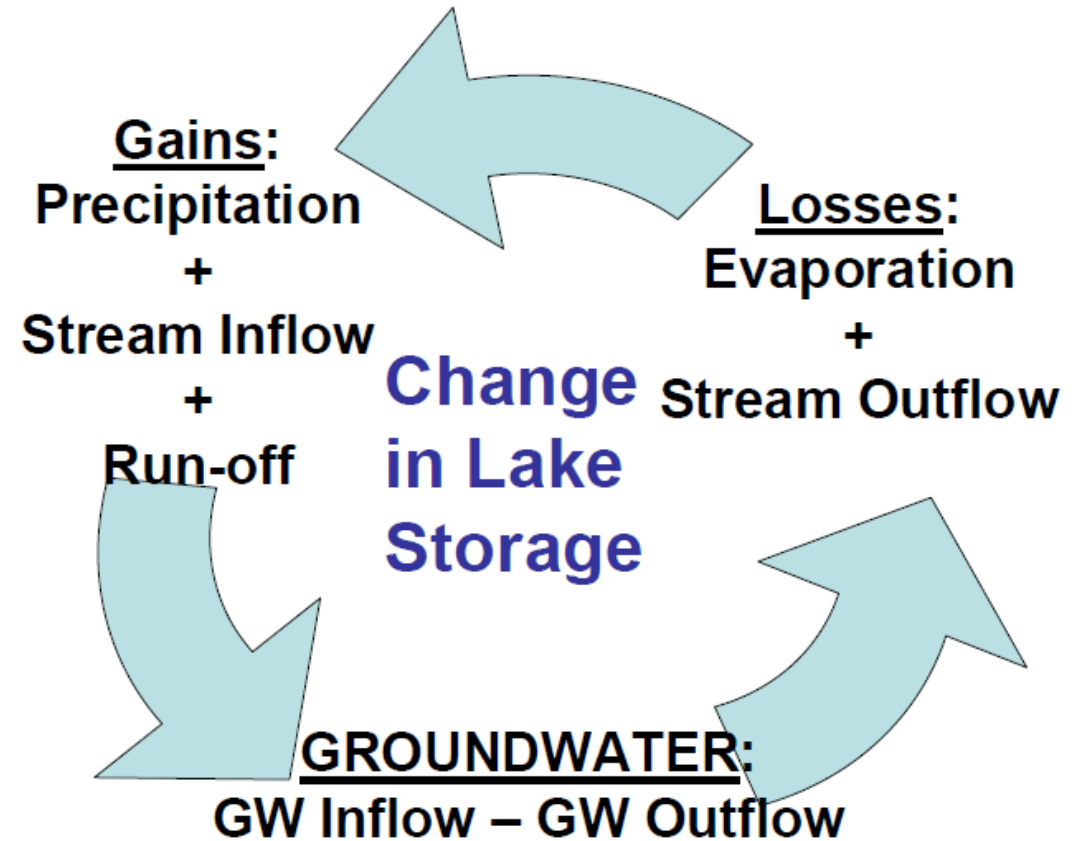 Gains:
Precipitation
+
Stream Inflow
+
Run-off
Losses:
Evaporation
+
Stream Outflow
Change
in Lake
Storage
GROUNDWATER:
GW Inflow – GW Outflow